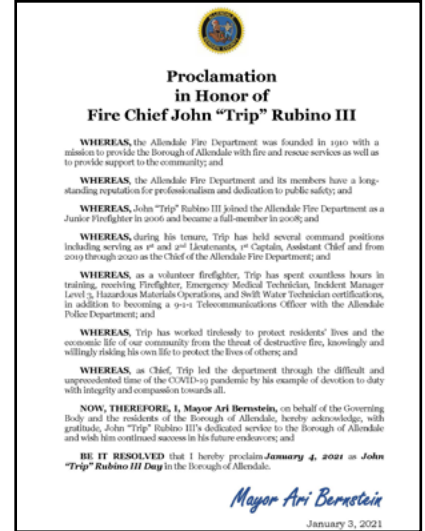 Proclamation
in Honor of
Fire Chief John “Trip” Rubino III
WHEREAS, the Allendale Fire Department was founded in 1910 with a
mission to provide the Borough of Allendale with fire and rescue services as well as
to provide support to the community; and
WHEREAS, the Allendale Fire Department and its members have a long-
standing reputation for professionalism and dedication to public safety; and
WHEREAS, John “Trip” Rubino III joined the Allendale Fire Department as a
Junior Firefighter in 2006 and became a full-member in 2008; and
WHEREAS, during his tenure, Trip has held several command positions
including serving as 1st and 2nd Lieutenants, 1st Captain, Assistant Chief and from
2019 through 2020 as the Chief of the Allendale Fire Department; and
WHEREAS, as a volunteer firefighter, Trip has spent countless hours in
training, receiving Firefighter, Emergency Medical Technician, Incident Manager
Level 3, Hazardous Materials Operations, and Swift Water Technician certifications,
in addition to becoming a 9-1-1 Telecommunications Officer with the Allendale
Police Department; and
WHEREAS, Trip has worked tirelessly to protect residents’ lives and the
economic life of our community from the threat of destructive fire, knowingly and
willingly risking his own life to protect the lives of others; and
WHEREAS, as Chief, Trip led the department through the difficult and
unprecedented time of the COVID-19 pandemic by his example of devotion to duty
with integrity and compassion towards all.
NOW, THEREFORE, I, Mayor Ari Bernstein, on behalf of the Governing
Body and the residents of the Borough of Allendale, hereby acknowledge, with
gratitude, John “Trip” Rubino III’s dedicated service to the Borough of Allendale
and wish him continued success in his future endeavors; and
BE IT RESOLVED that I hereby proclaim January 4, 2021 as John
“Trip” Rubino III Day in the Borough of Allendale.
Mayor Ari Bernstein
January 3, 2021